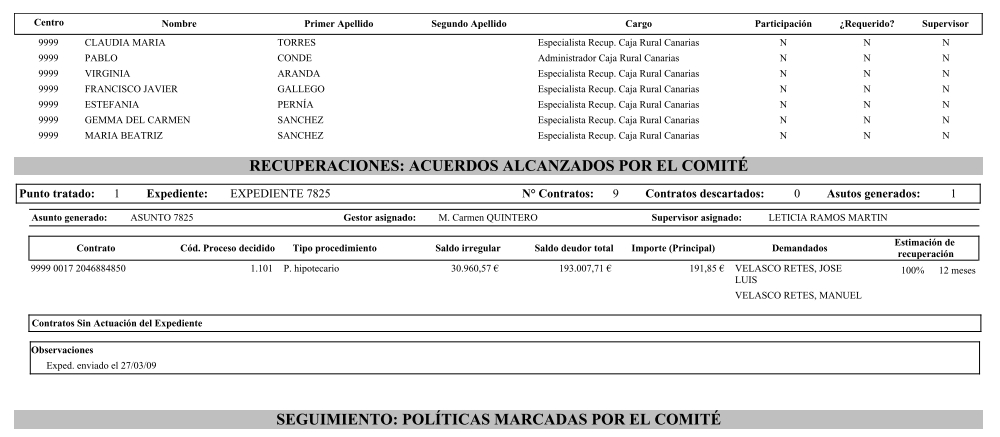 Centro Nombre Primer Apellido Segundo Apellido Cargo Participación ¿Requerido? Supervisor
9999 CLAUDIA MARIA TORRES Especialista Recup. Caja Rural Canarias N N N
9999 PABLO CONDE Administrador Caja Rural Canarias N N N
9999 VIRGINIA ARANDA Especialista Recup. Caja Rural Canarias N N N
9999 FRANCISCO JAVIER GALLEGO Especialista Recup. Caja Rural Canarias N N N
9999 ESTEFANIA PERNÍA Especialista Recup. Caja Rural Canarias N N N
9999 GEMMA DEL CARMEN SANCHEZ Especialista Recup. Caja Rural Canarias N N N
9999 MARIA BEATRIZ SANCHEZ Especialista Recup. Caja Rural Canarias N N N
RECUPERACIONES: ACUERDOS ALCANZADOS POR EL COMITÉ
Punto tratado: 1 Expediente: EXPEDIENTE 7825 N° Contratos: 9 Contratos descartados: 0 Asutos generados: 1
Asunto generado: ASUNTO 7825 Gestor asignado: M. Carmen QUINTERO Supervisor asignado: LETICIA RAMOS MARTIN
Contrato Cód. Proceso decidido Tipo procedimiento Saldo irregular Saldo deudor total Importe (Principal) Demandados Estimación de
recuperación
9999 0017 2046884850 1.101 P. hipotecario 30.960,57 € 193.007,71 € 191,85 € VELASCO RETES, JOSE 100% 12 meses
LUIS
VELASCO RETES, MANUEL
Contratos Sin Actuación del Expediente
Observaciones
Exped. enviado el 27/03/09
SEGUIMIENTO: POLÍTICAS MARCADAS POR EL COMITÉ